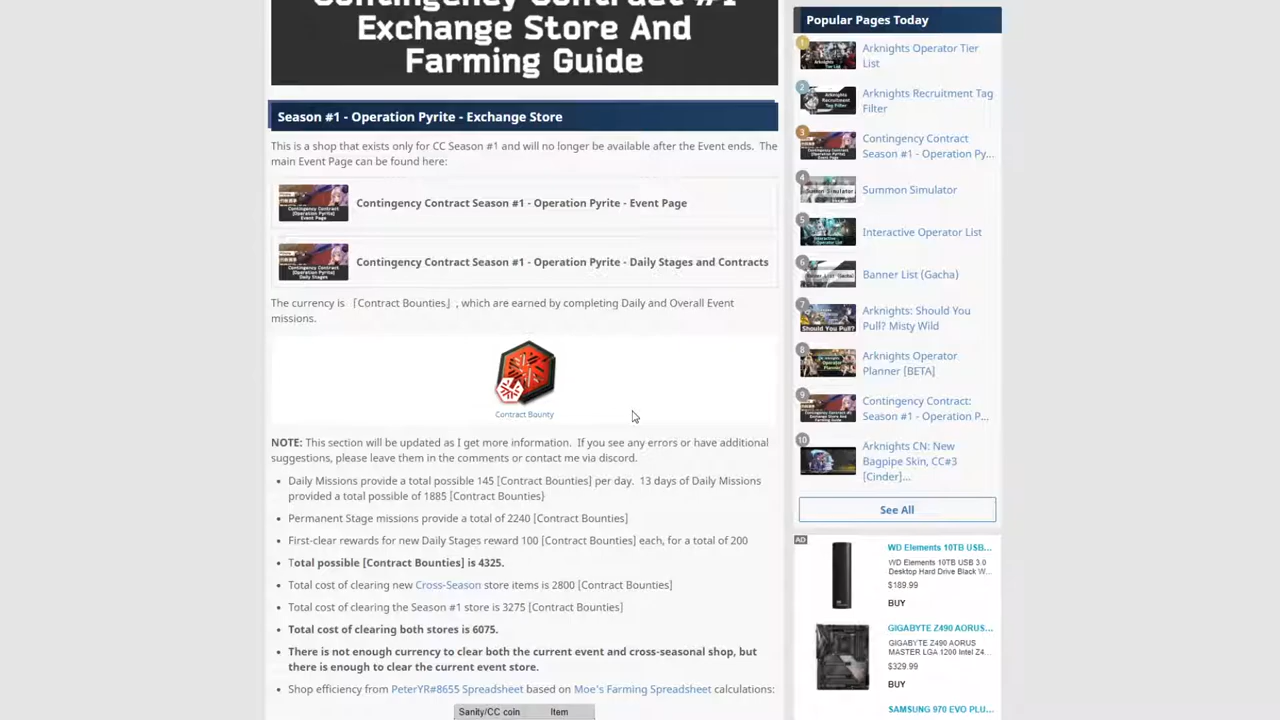 Contingency Contract #1
Exchange Store And
Farming Guide
Season #1 - Operation Pyrite - Exchange Store
This is a shop that exists only for CC Season #1 and will no longer be available after the Event ends. The
main Event Page can be found here:
Contingency Contract Season #1 - Operation Pyrite - Event Page
Contingency Contract Season #1 - Operation Pyrite - Daily Stages and Contracts
The currency is 「Contract Bounties」, which are earned by completing Daily and Overall Event
missions.
Contract Bounty
NOTE: This section will be updated as I get more information. If you see any errors or have additional
suggestions, please leave them in the comments or contact me via discord.
• Daily Missions provide a total possible 145 [Contract Bounties] per day. 13 days of Daily Missions
provided a total possible of 1885 [Contract Bounties}
• Permanent Stage missions provide a total of 2240 [Contract Bounties]
• First-clear rewards for new Daily Stages reward 100 [Contract Bounties] each, for a total of 200
• Total possible [Contract Bounties] is 4325.
• Total cost of clearing new Cross-Season store items is 2800 [Contract Bounties]
• Total cost of clearing the Season #1 store is 3275 [Contract Bounties]
• Total cost of clearing both stores is 6075.
• There is not enough currency to clear both the current event and cross-seasonal shop, but
there is enough to clear the current event store.
• Shop efficiency from PeterYR#8655 Spreadsheet based on Moe's Farming Spreadsheet calculations:
Sanity/CC coin Item
Popular Pages Today
1 Arknights Operator Tier
List
2 Arknights Recruitment Tag
Filter
3 Contingency Contract
Season #1 - Operation Py...
4 Summon Simulator
5 Interactive Operator List
6 Banner List (Gacha)
7 Arknights: Should You
Pull? Misty Wild
8 Arknights Operator
Planner [BETA]
9 Contingency Contract:
Season #1 - Operation P...
10 Arknights CN: New
Bagpipe Skin, CC#3
[Cinder]...
See All
AD
WD Elements 10TB USB...
WD Elements 10TB USB 3.0
Desktop Hard Drive Black W...
$189.99
BUY
GIGABYTE Z490 AORUS...
GIGABYTE Z490 AORUS
MASTER LGA 1200 Intel Z4...
$329.99
BUY
SAMSUNG 970 EVO PLU...